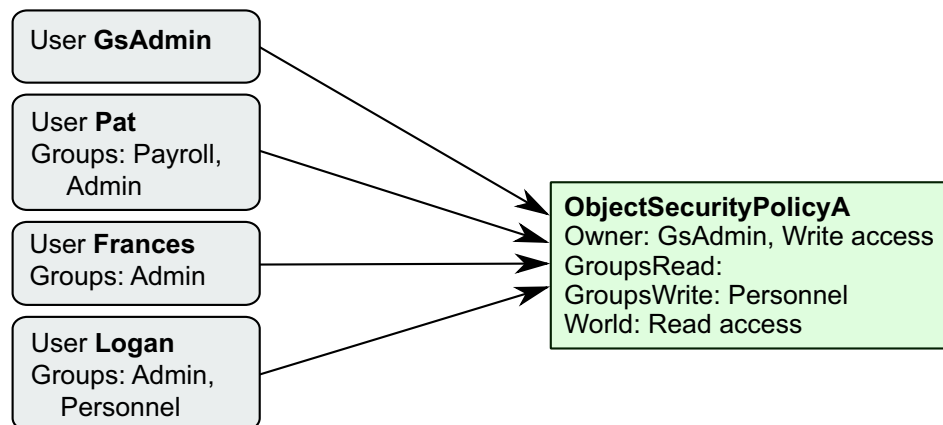 User GsAdmin
User Pat
Groups: Payroll,
Admin
User Frances
Groups: Admin
User Logan
Groups: Admin,
Personnel
ObjectSecurityPolicyA
Owner: GsAdmin, Write access
GroupsRead:
GroupsWrite: Personnel
World: Read access